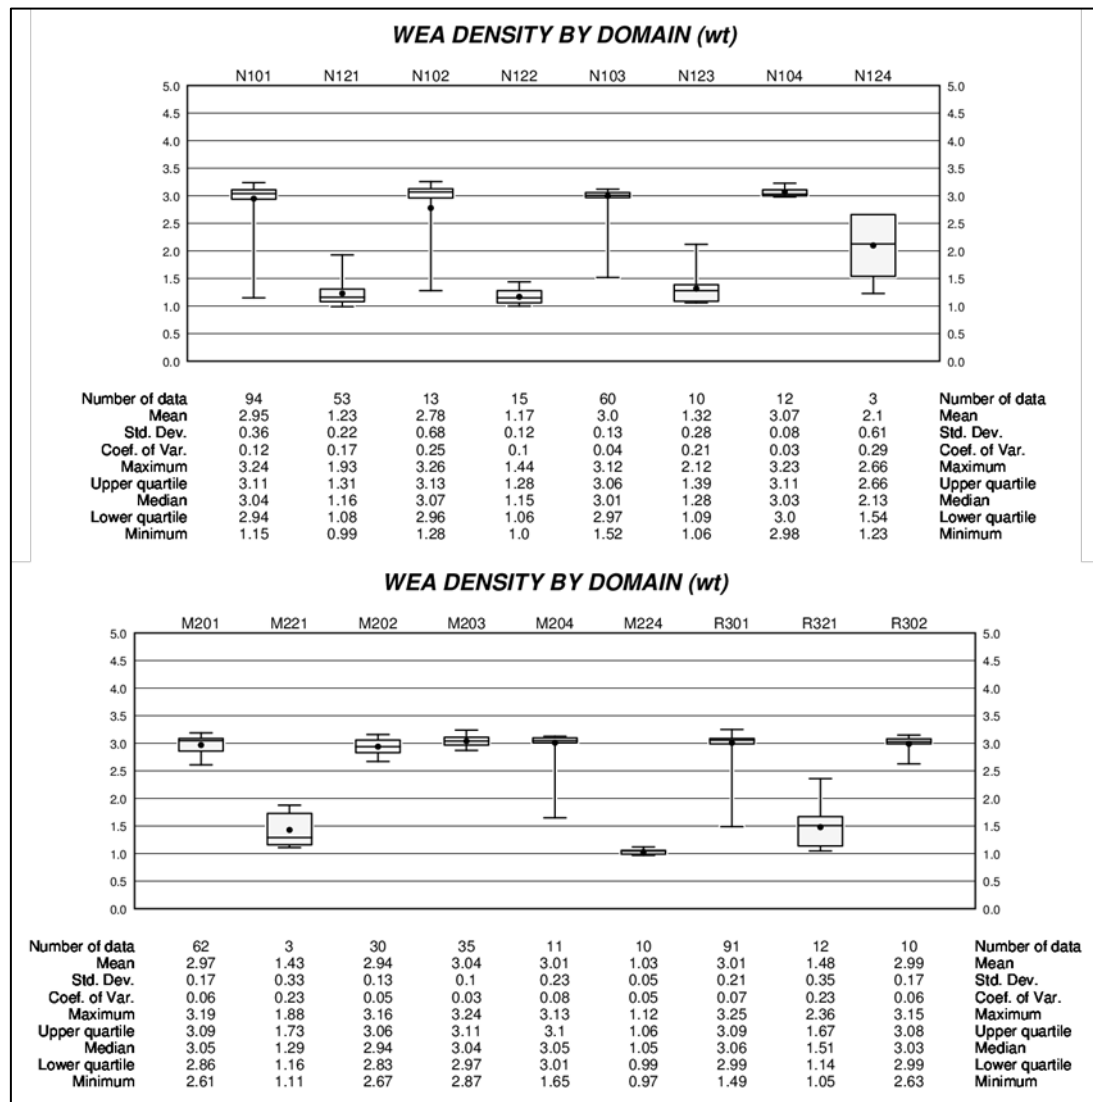 WEA DENSITY BY DOMAIN (wt)
N101 N121 N102 N122 N103 N123 N104 N124
5.0 5.0
4.5 4.5
4.0 4.0
3.5 3.5
3.0 3.0
2.5 2.5
2.0 2.0
1.5 1.5
1.0 1.0
0.5 0.5
0.0 0.0
Number of data 94 53 13 15 60 10 12 3 Number of data
Mean 2.95 1.23 2.78 1.17 3.0 1.32 3.07 2.1 Mean
Std. Dev. 0.36 0.22 0.68 0.12 0.13 0.28 0.08 0.61 Std. Dev.
Coef. of Var. 0.12 0.17 0.25 0.1 0.04 0.21 0.03 0.29 Coef. of Var.
Maximum 3.24 1.93 3.26 1.44 3.12 2.12 3.23 2.66 Maximum
Upper quartile 3.11 1.31 3.13 1.28 3.06 1.39 3.11 2.66 Upper quartile
Median 3.04 1.16 3.07 1.15 3.01 1.28 3.03 2.13 Median
Lower quartile 2.94 1.08 2.96 1.06 2.97 1.09 3.0 1.54 Lower quartile
Minimum 1.15 0.99 1.28 1.0 1.52 1.06 2.98 1.23 Minimum
WEA DENSITY BY DOMAIN (wt)
M201 M221 M202 M203 M204 M224 R301 R321 R302
5.0 5.0
4.5 4.5
4.0 4.0
3.5 3.5
3.0 3.0
2.5 2.5
2.0 2.0
1.5 1.5
1.0 1.0
0.5 0.5
0.0 0.0
Number of data 62 3 30 35 11 10 91 12 10 Number of data
Mean 2.97 1.43 2.94 3.04 3.01 1.03 3.01 1.48 2.99 Mean
Std. Dev. 0.17 0.33 0.13 0.1 0.23 0.05 0.21 0.35 0.17 Std. Dev.
Coef. of Var. 0.06 0.23 0.05 0.03 0.08 0.05 0.07 0.23 0.06 Coef. of Var.
Maximum 3.19 1.88 3.16 3.24 3.13 1.12 3.25 2.36 3.15 Maximum
Upper quartile 3.09 1.73 3.06 3.11 3.1 1.06 3.09 1.67 3.08 Upper quartile
Median 3.05 1.29 2.94 3.04 3.05 1.05 3.06 1.51 3.03 Median
Lower quartile 2.86 1.16 2.83 2.97 3.01 0.99 2.99 1.14 2.99 Lower quartile
Minimum 2.61 1.11 2.67 2.87 1.65 0.97 1.49 1.05 2.63 Minimum